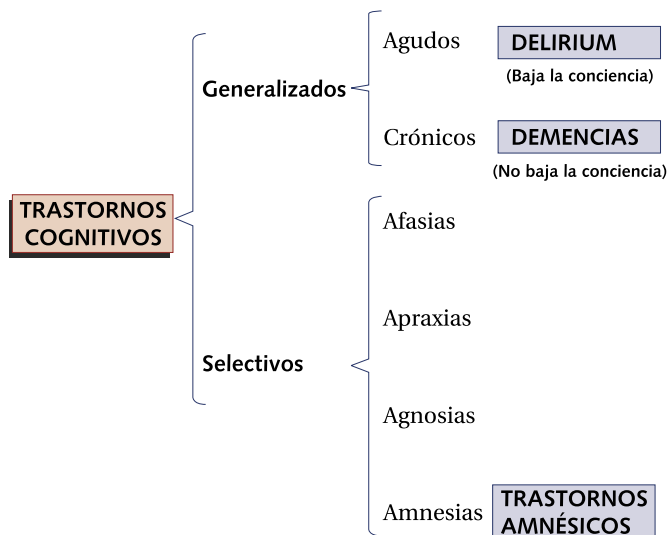 Agudos
DELIRIUM
(Baja la conciencia)
Generalizados
Crónicos
DEMENCIAS
(No baja la conciencia)
TRASTORNOS
COGNITIVOS
Afasias
Apraxias
Selectivos
Agnosias
Amnesias
TRASTORNOS
AMNÉSICOS